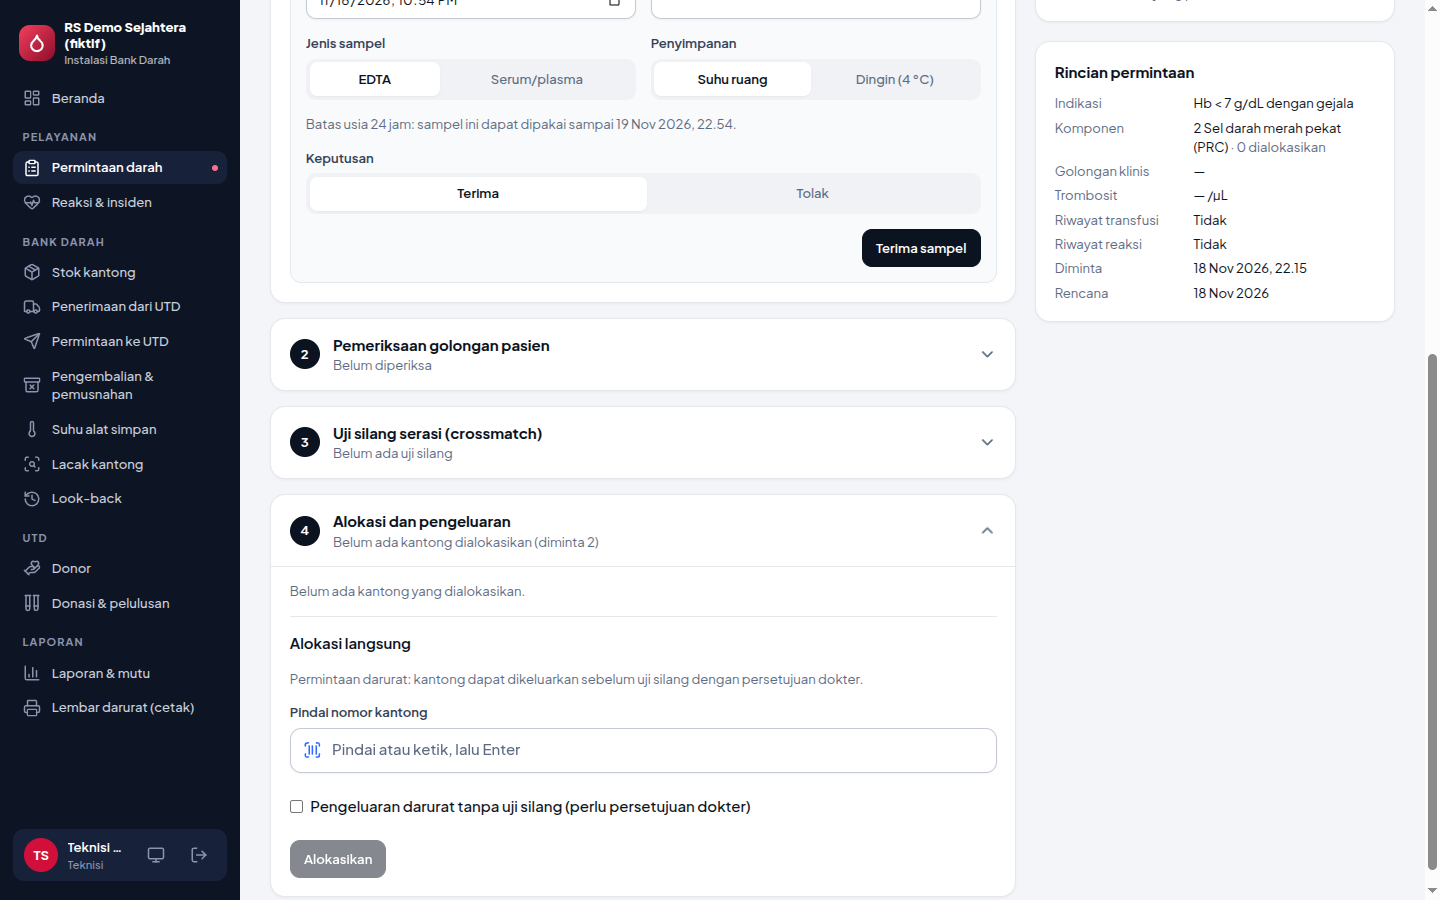 RS Demo Sejahtera
(fiktif)
Instalasi Bank Darah
Beranda
PELAYANAN
Permintaan darah
Reaksi & insiden
BANK DARAH
Stok kantong
Penerimaan dari UTD
Permintaan ke UTD
Pengembalian &
pemusnahan
Suhu alat simpan
Lacak kantong
Look-back
UTD
Donor
Donasi & pelulusan
LAPORAN
Laporan & mutu
Lembar darurat (cetak)
TS
Teknisi ...
Teknisi
11/18/2026, 10:54 PM
Jenis sampel
EDTA
Serum/plasma
Penyimpanan
Suhu ruang
Dingin (4 °C)
Batas usia 24 jam: sampel ini dapat dipakai sampai 19 Nov 2026, 22.54.
Keputusan
Terima
Tolak
Terima sampel
2
Pemeriksaan golongan pasien
Belum diperiksa
3
Uji silang serasi (crossmatch)
Belum ada uji silang
4
Alokasi dan pengeluaran
Belum ada kantong dialokasikan (diminta 2)
Belum ada kantong yang dialokasikan.
Alokasi langsung
Permintaan darurat: kantong dapat dikeluarkan sebelum uji silang dengan persetujuan dokter.
Pindai nomor kantong
Pindai atau ketik, lalu Enter
Pengeluaran darurat tanpa uji silang (perlu persetujuan dokter)
Alokasikan
Rincian permintaan
Indikasi Hb < 7 g/dL dengan gejala
Komponen 2 Sel darah merah pekat
(PRC) · 0 dialokasikan
Golongan klinis —
Trombosit — /µL
Riwayat transfusi Tidak
Riwayat reaksi Tidak
Diminta 18 Nov 2026, 22.15
Rencana 18 Nov 2026